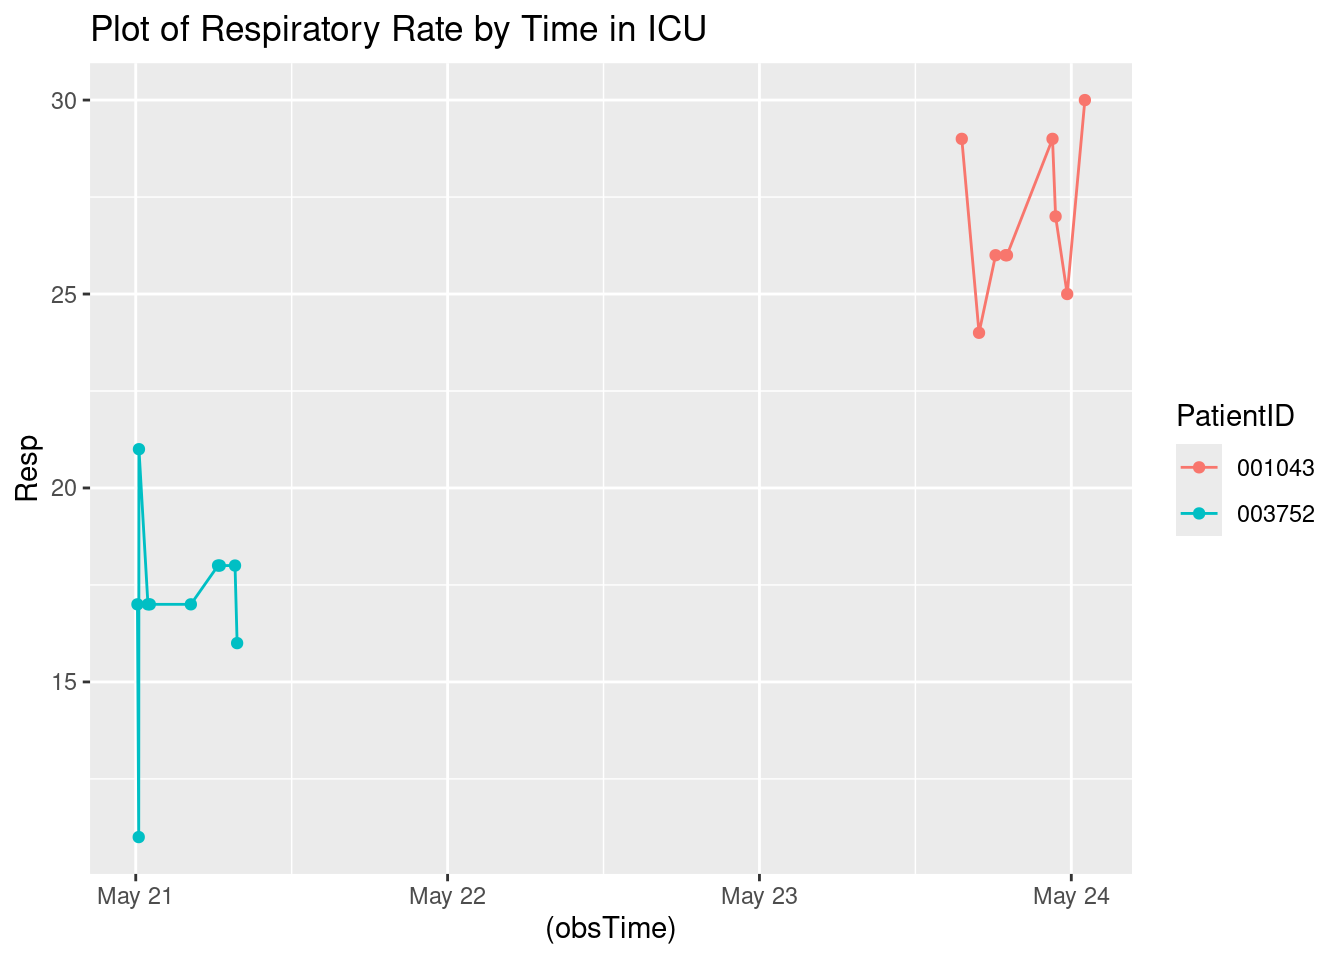 Plot of Respiratory Rate by Time in ICU
30
25
20
15
Resp
May 21
May 22
May 23
May 24
(obsTime)
PatientID
001043
003752